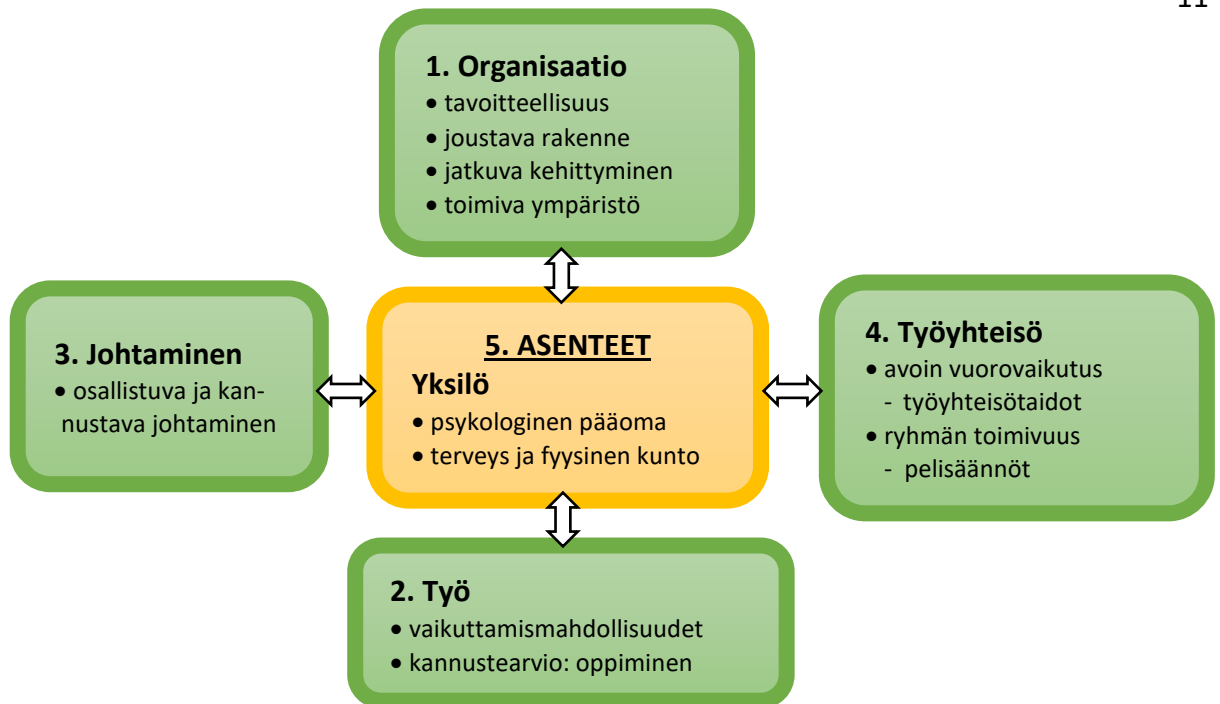 11
1. Organisaatio
• tavoitteellisuus
• joustava rakenne
• jatkuva kehittyminen
• toimiva ympäristö
3. Johtaminen
• osallistuva ja kan-
nustava johtaminen
5. ASENTEET
Yksilö
• psykologinen pääoma
• terveys ja fyysinen kunto
4. Työyhteisö
• avoin vuorovaikutus
- työyhteisötaidot
• ryhmän toimivuus
- pelisäännöt
2. Työ
• vaikuttamismahdollisuudet
• kannustearvio: oppiminen